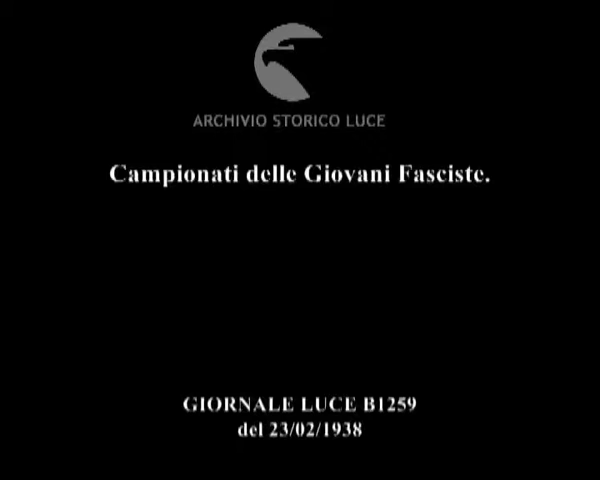 ARCHIVIO STORICO LUCE
Campionati delle Giovani Fasciste.
GIORNALE LUCE B1259
del 23/02/1938